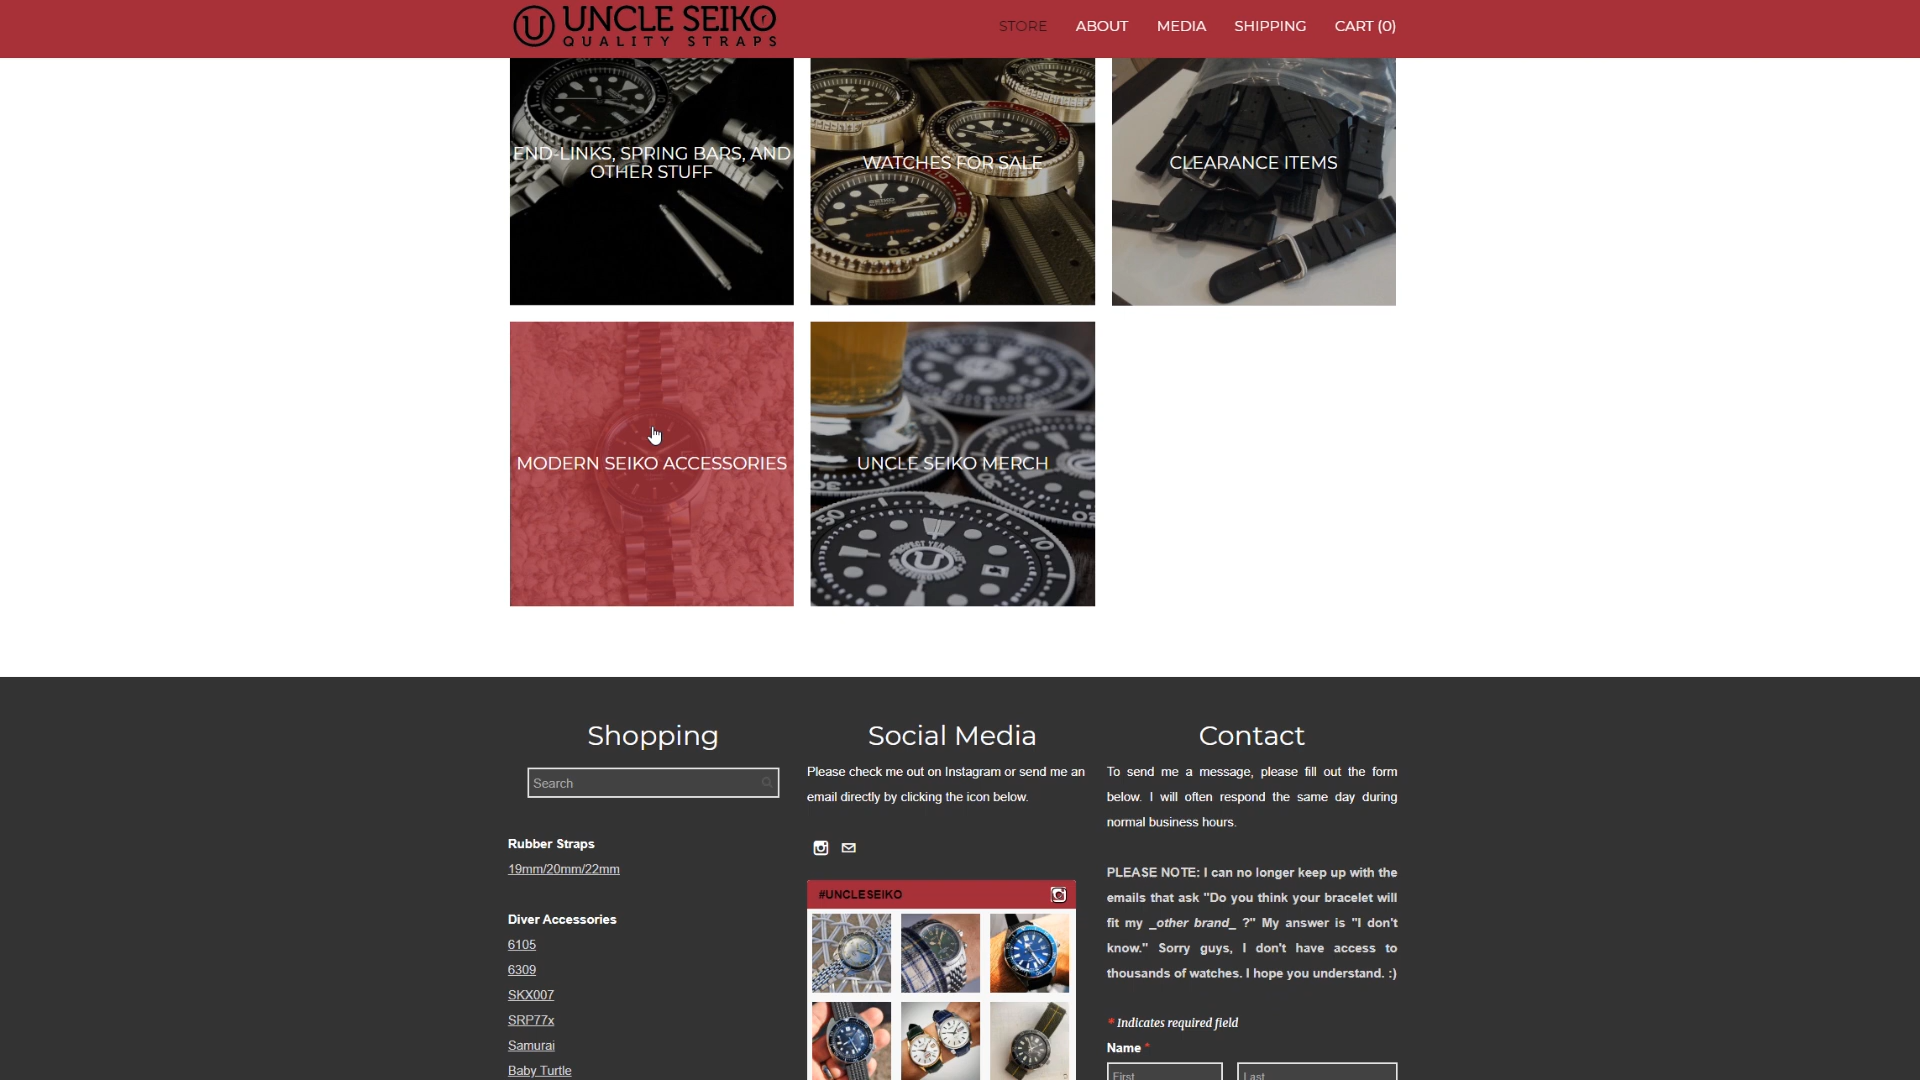 UNCLE SEIKO
QUALITY STRAPS
STORE
ABOUT
MEDIA
SHIPPING
CART (0)
END-LINKS, SPRING BARS, AND
OTHER STUFF
WATCHES FOR SALE
CLEARANCE ITEMS
MODERN SEIKO ACCESSORIES
UNCLE SEIKO MERCH
Shopping
Search
Rubber Straps
19mm/20mm/22mm
Diver Accessories
6105
6309
SKX007
SRP77x
Samurai
Baby Turtle
Social Media
Please check me out on Instagram or send me an
email directly by clicking the icon below.
#UNCLESEIKO
Contact
To send me a message, please fill out the form
below. I will often respond the same day during
normal business hours.
PLEASE NOTE: I can no longer keep up with the
emails that ask "Do you think your bracelet will
fit my _other brand_ ?" My answer is "I don't
know." Sorry guys, I don't have access to
thousands of watches. I hope you understand. :)
* Indicates required field
Name *
First
Last